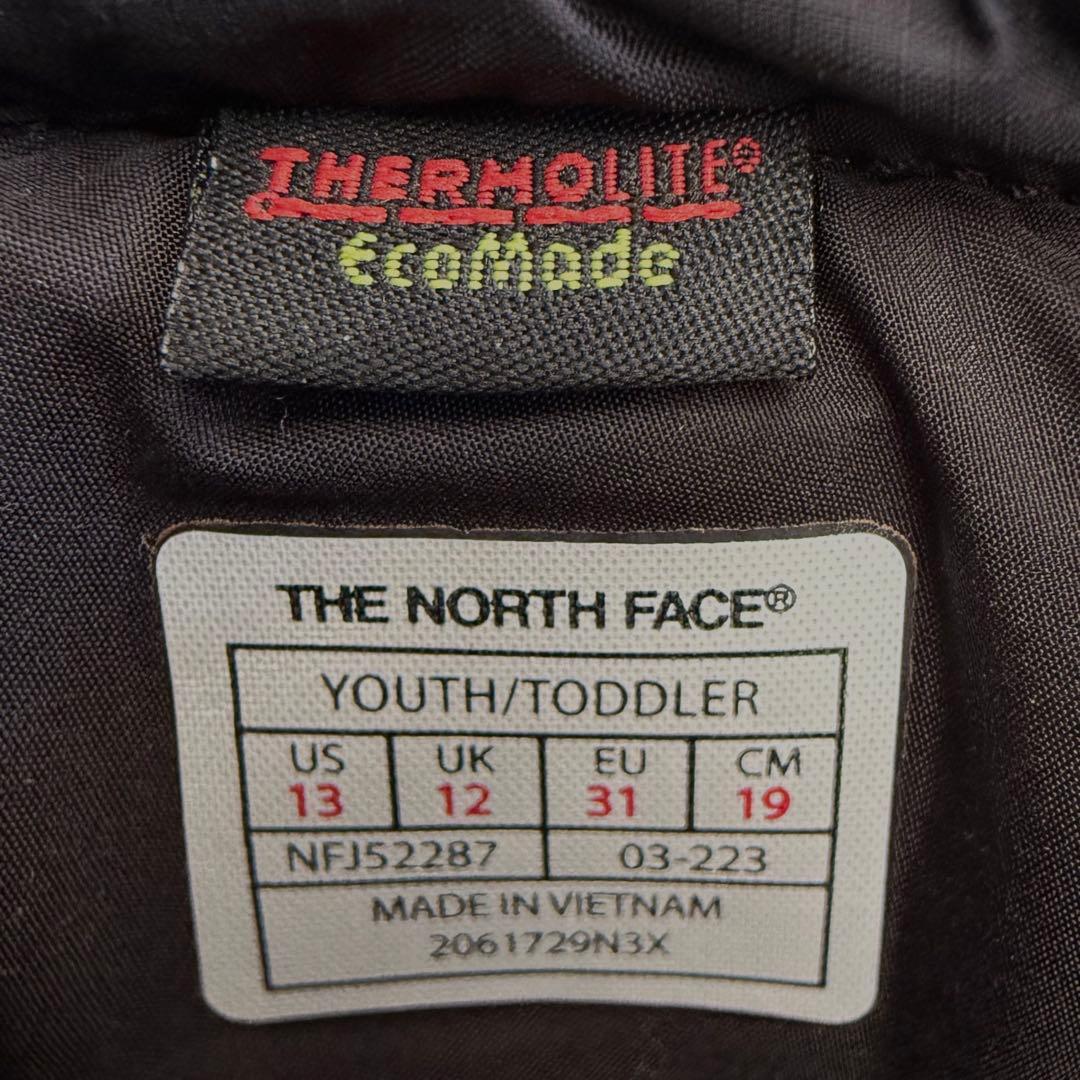 THERMOLITE®
EcoMade
THE NORTH FACE®
YOUTH/TODDLER
US UK EU CM
13 12 31 19
NFJ52287 03-223
MADE IN VIETNAM
2061729N3X